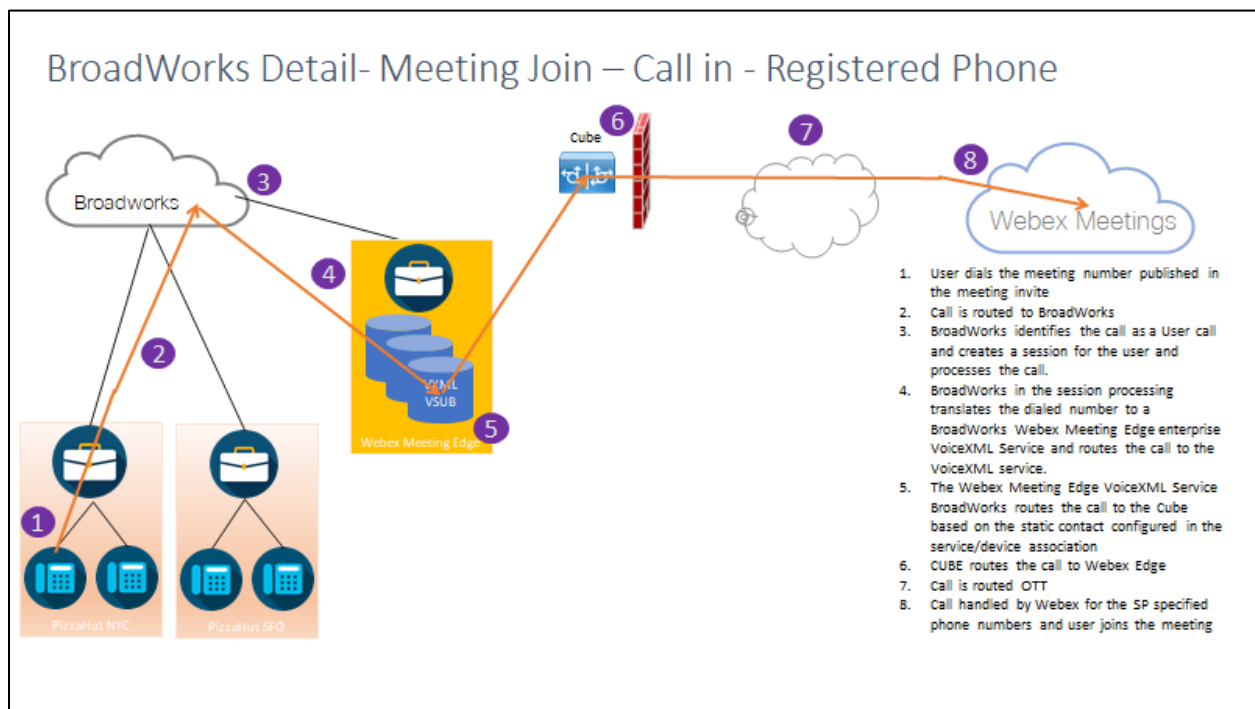 BroadWorks Detail- Meeting Join – Call in - Registered Phone
6
Cube
7
8
3
Broadworks
Webex Meetings
4
2
VXML
VSUB
5
Webex Meeting Edge
1
PizzaHut NYC
PizzaHut SFO
1. User dials the meeting number published in
the meeting invite
2. Call is routed to BroadWorks
3. BroadWorks identifies the call as a User call
and creates a session for the user and
processes the call.
4. BroadWorks in the session processing
translates the dialed number to a
BroadWorks Webex Meeting Edge enterprise
VoiceXML Service and routes the call to the
VoiceXML service.
5. The Webex Meeting Edge VoiceXML Service
BroadWorks routes the call to the Cube
based on the static contact configured in the
service/device association
6. CUBE routes the call to Webex Edge
7. Call is routed OTT
8. Call handled by Webex for the SP specified
phone numbers and user joins the meeting